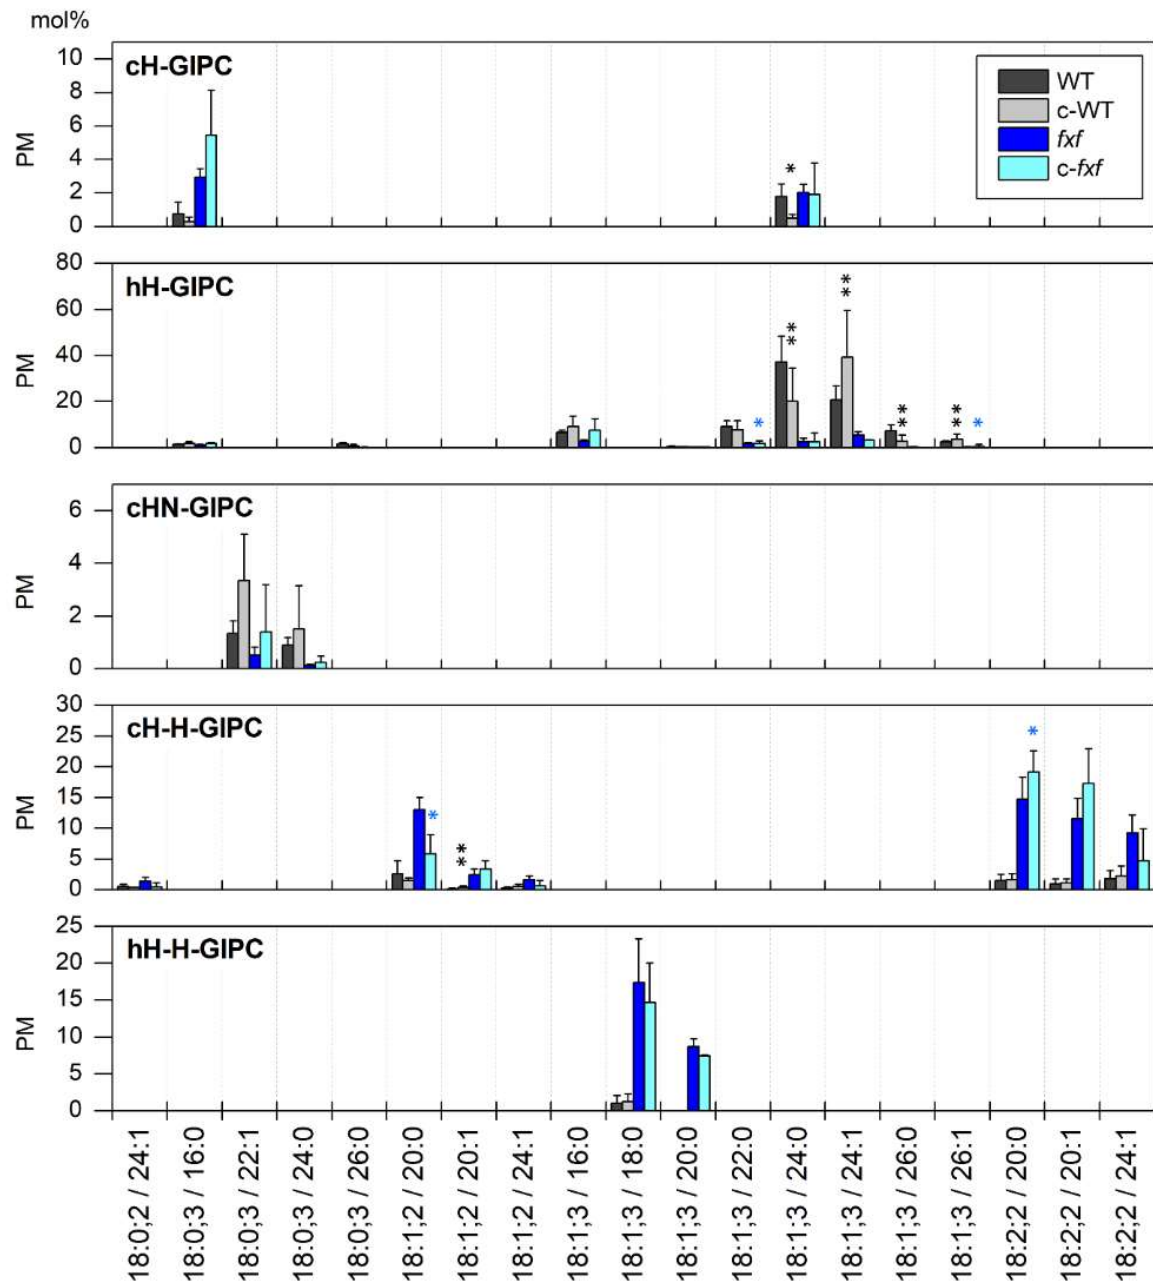 mol%
cH-GIPC
PM
10
8
6
4
2
0
*
WT
c-WT
fxf
c-fxf
hH-GIPC
PM
80
60
40
20
0
*
**
**
**
**
*
cHN-GIPC
PM
6
4
2
0
cH-H-GIPC
PM
30
25
20
15
10
5
0
*
**
*
hH-H-GIPC
PM
25
20
15
10
5
0
18:0;2 / 24:1
18:0;3 / 16:0
18:0;3 / 22:1
18:0;3 / 24:0
18:0;3 / 26:0
18:1;2 / 20:0
18:1;2 / 20:1
18:1;2 / 24:1
18:1;3 / 16:0
18:1;3 / 18:0
18:1;3 / 20:0
18:1;3 / 22:0
18:1;3 / 24:0
18:1;3 / 24:1
18:1;3 / 26:0
18:1;3 / 26:1
18:22;2 / 20:0
18:22;2 / 20:1
18:22;2 / 24:1